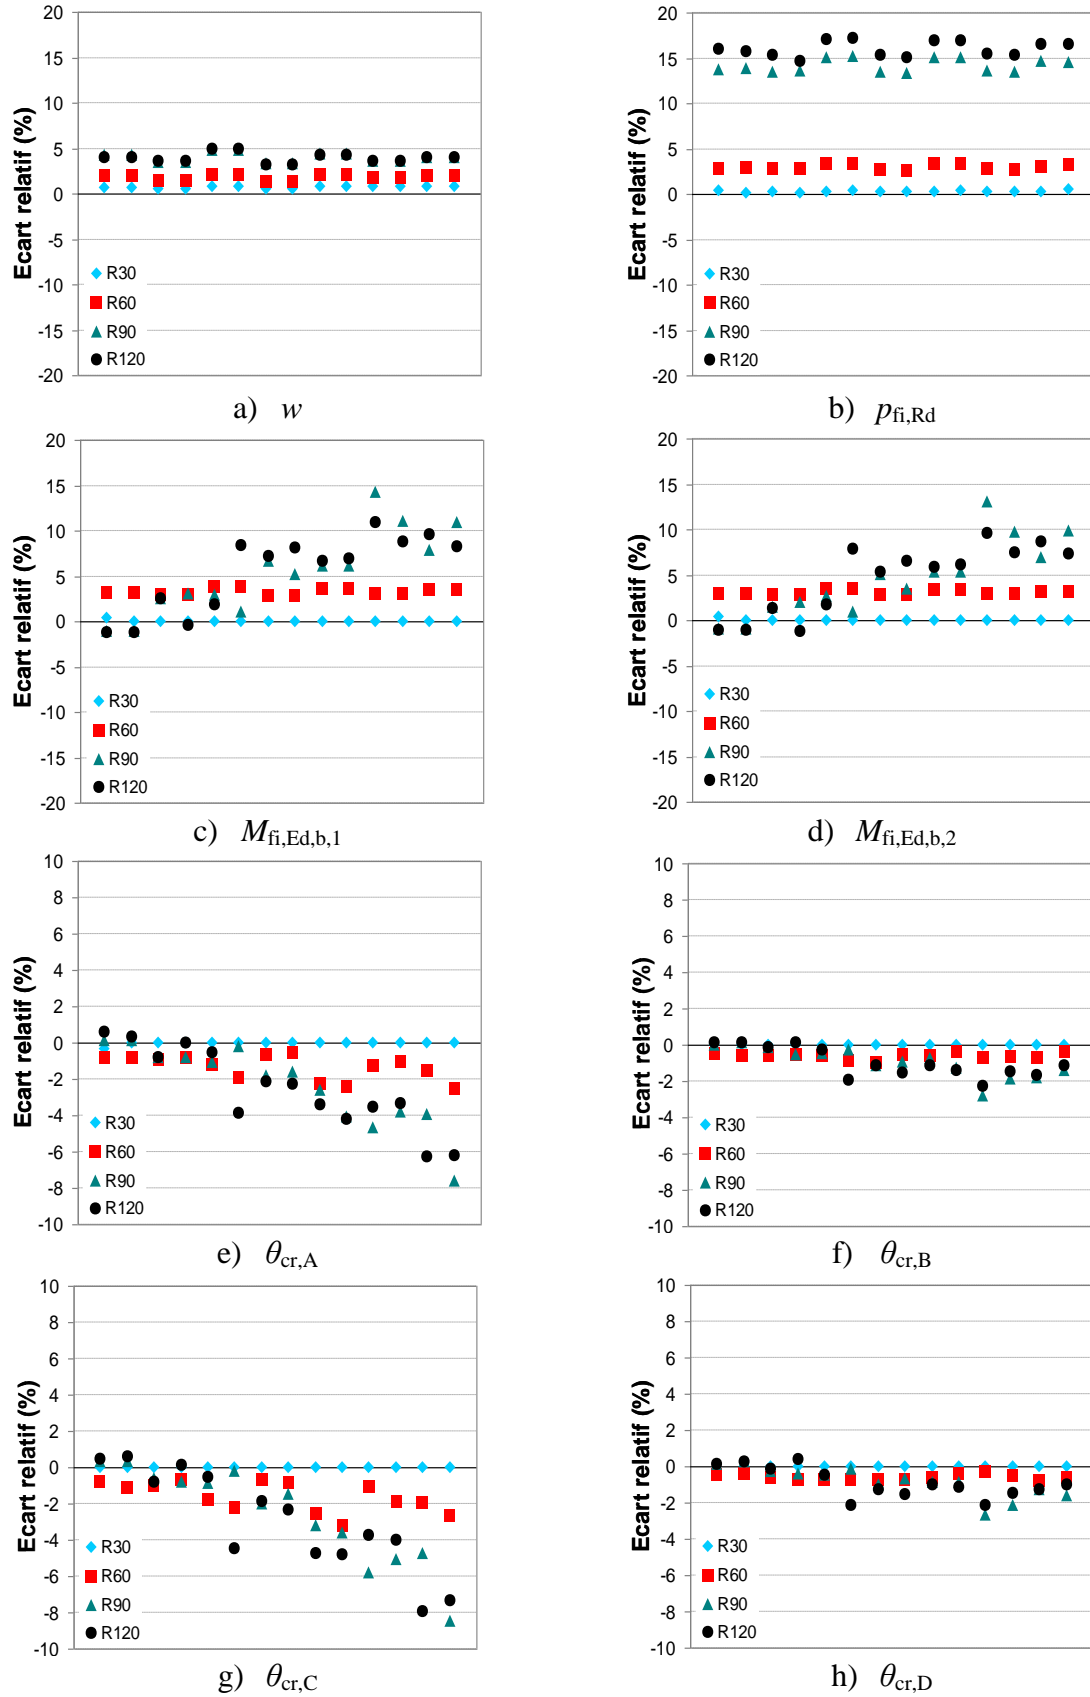 Ecart relatif (%)
20
15
10
5
0
-5
-10
-15
-20
R30
R60
R90
R120
a) w
Ecart relatif (%)
20
15
10
5
0
-5
-10
-15
-20
R30
R60
R90
R120
b) pfi,Rd
Ecart relatif (%)
20
15
10
5
0
-5
-10
-15
-20
R30
R60
R90
R120
c) Mfi,Ed,b,1
Ecart relatif (%)
20
15
10
5
0
-5
-10
-15
-20
R30
R60
R90
R120
d) Mfi,Ed,b,2
Ecart relatif (%)
10
8
6
4
2
0
-2
-4
-6
-8
-10
R30
R60
R90
R120
e) θcr,A
Ecart relatif (%)
10
8
6
4
2
0
-2
-4
-6
-8
-10
R30
R60
R90
R120
f) θcr,B
Ecart relatif (%)
10
8
6
4
2
0
-2
-4
-6
-8
-10
R30
R60
R90
R120
g) θcr,C
Ecart relatif (%)
10
8
6
4
2
0
-2
-4
-6
-8
-10
R30
R60
R90
R120
h) θcr,D